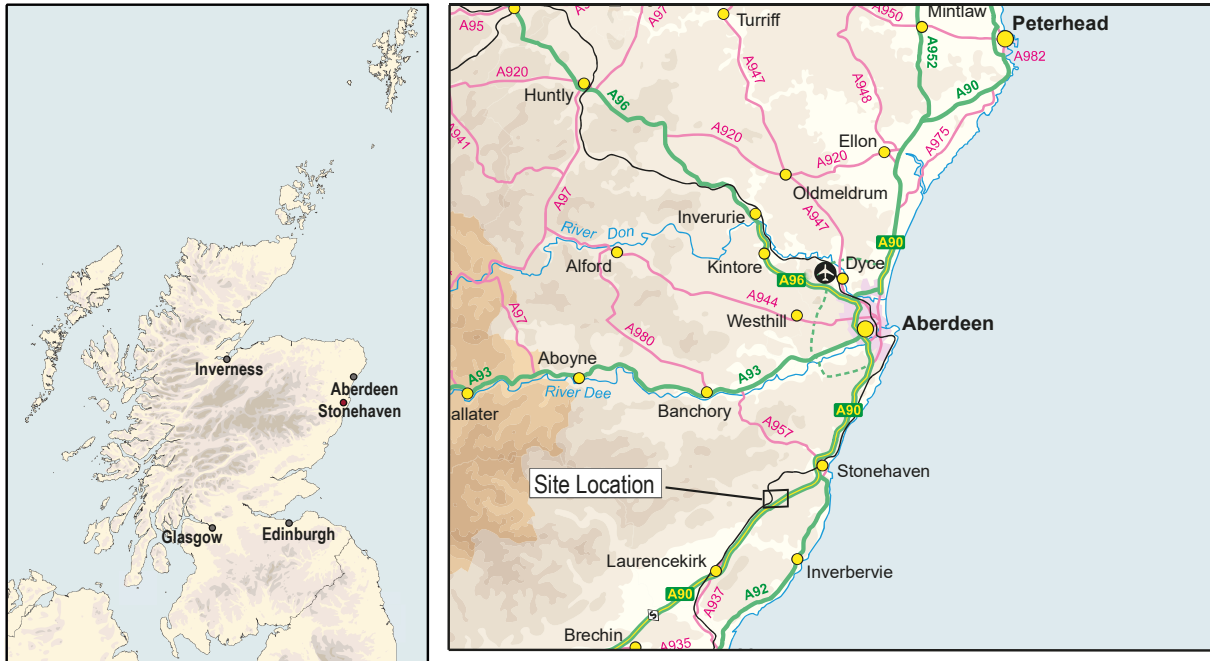 Inverness
Aberdeen
Stonehaven
Glasgow
Edinburgh
A95
A97
Turriff
A950
Mintlaw
Peterhead
A982
A952
A920
Huntly
A96
A947
A948
A90
A941
A920
Ellon
A975
A920
Oldmeldrum
A97
Inverurie
A947
River Don
A90
Alford
Kintore
Dyce
A96
A944
Westhill
Aberdeen
A97
A980
Aboyne
A93
A93
River Dee
allater
Banchory
A90
A957
Stonehaven
Site Location
Laurencekirk
Inverbervie
A90
A92
A937
S
Brechin
A935